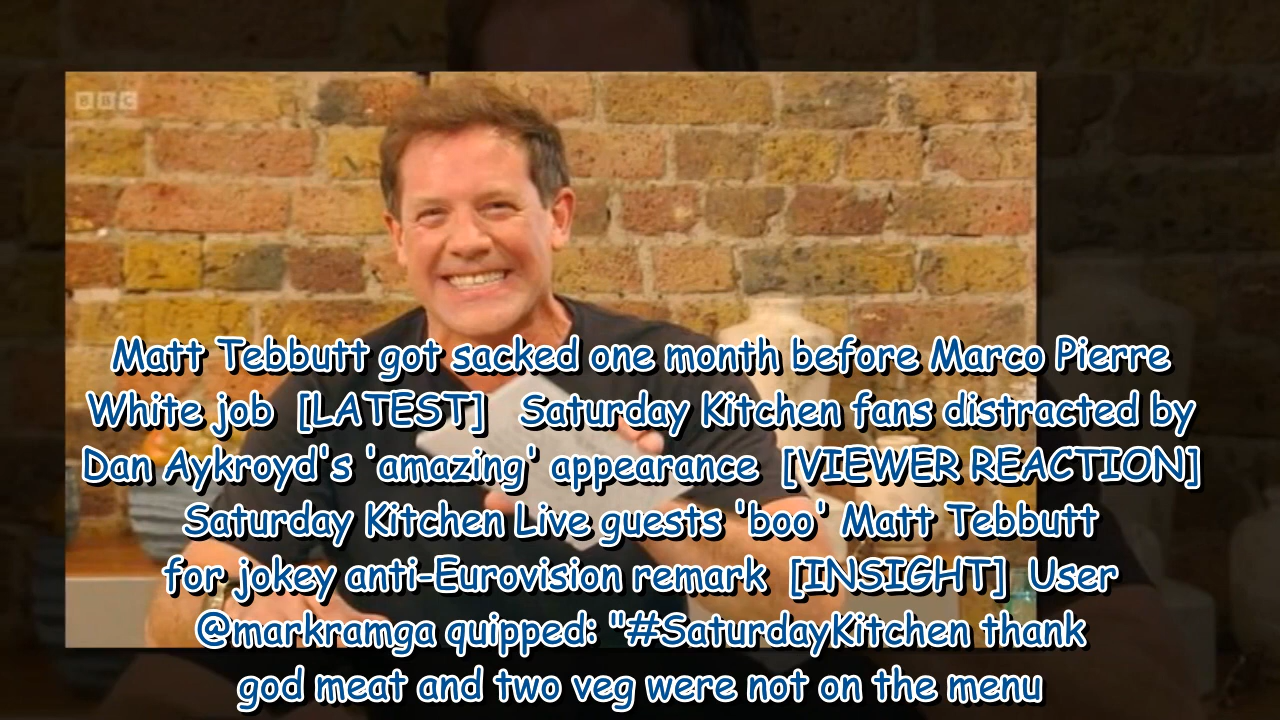 BBC
Matt Tebbutt got sacked one month before Marco Pierre
White job [LATEST] Saturday Kitchen fans distracted by
Dan Aykroyd's 'amazing' appearance [VIEWER REACTION]
Saturday Kitchen Live guests 'boo' Matt Tebbutt
for jokey anti-Eurovision remark [INSIGHT] User
@markramga quipped: "#SaturdayKitchen thank
god meat and two veg were not on the menu